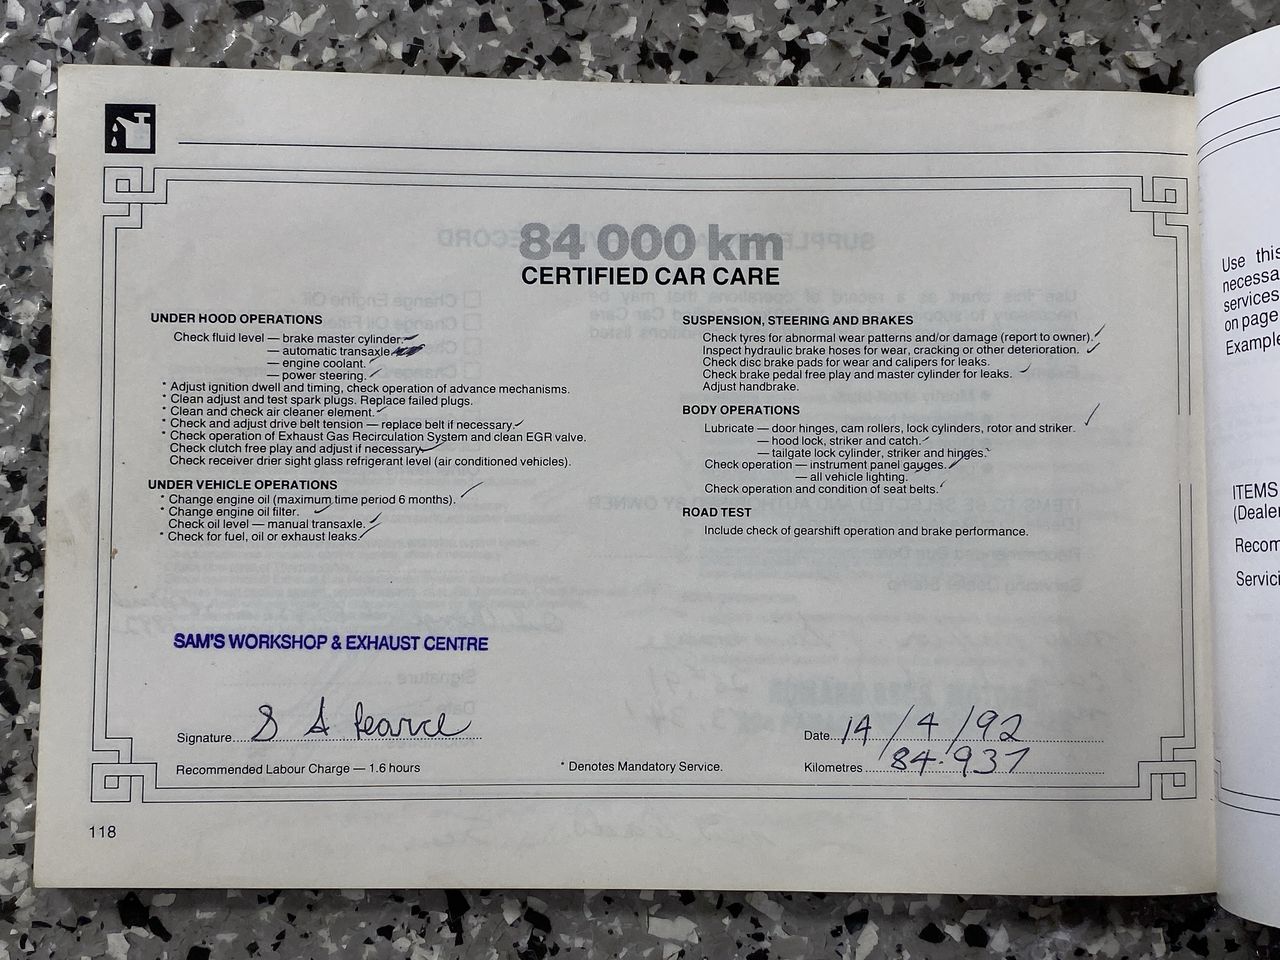 84 000 km
CERTIFIED CAR CARE
UNDER HOOD OPERATIONS
Check fluid level — brake master cylinder.
— automatic transaxle
— engine coolant.
— power steering.
* Adjust ignition dwell and timing, check operation of advance mechanisms.
* Clean adjust and test spark plugs. Replace failed plugs.
* Clean and check air cleaner element.
* Check and adjust drive belt tension — replace belt if necessary.
* Check operation of Exhaust Gas Recirculation System and clean EGR valve.
Check clutch free play and adjust if necessary
Check receiver drier sight glass refrigerant level (air conditioned vehicles).
UNDER VEHICLE OPERATIONS
* Change engine oil (maximum time period 6 months).
* Change engine oil filter.
Check oil level — manual transaxle.
* Check for fuel, oil or exhaust leaks.
SUSPENSION, STEERING AND BRAKES
Check tyres for abnormal wear patterns and/or damage (report to owner).
Inspect hydraulic brake hoses for wear, cracking or other deterioration.
Check disc brake pads for wear and calipers for leaks.
Check brake pedal free play and master cylinder for leaks.
Adjust handbrake.
BODY OPERATIONS
Lubricate — door hinges, cam rollers, lock cylinders, rotor and striker.
— hood lock, striker and catch.
— tailgate lock cylinder, striker and hinges.
Check operation — instrument panel gauges.
— all vehicle lighting.
Check operation and condition of seat belts.
ROAD TEST
Include check of gearshift operation and brake performance.
SAM'S WORKSHOP & EXHAUST CENTRE
Signature S A Pearce
Date 14/4/92
Recommended Labour Charge — 1.6 hours
* Denotes Mandatory Service.
Kilometres 84.937
118
Use this
necessa
services
on page
Example
ITEMS
(Dealer
Recom
Servici